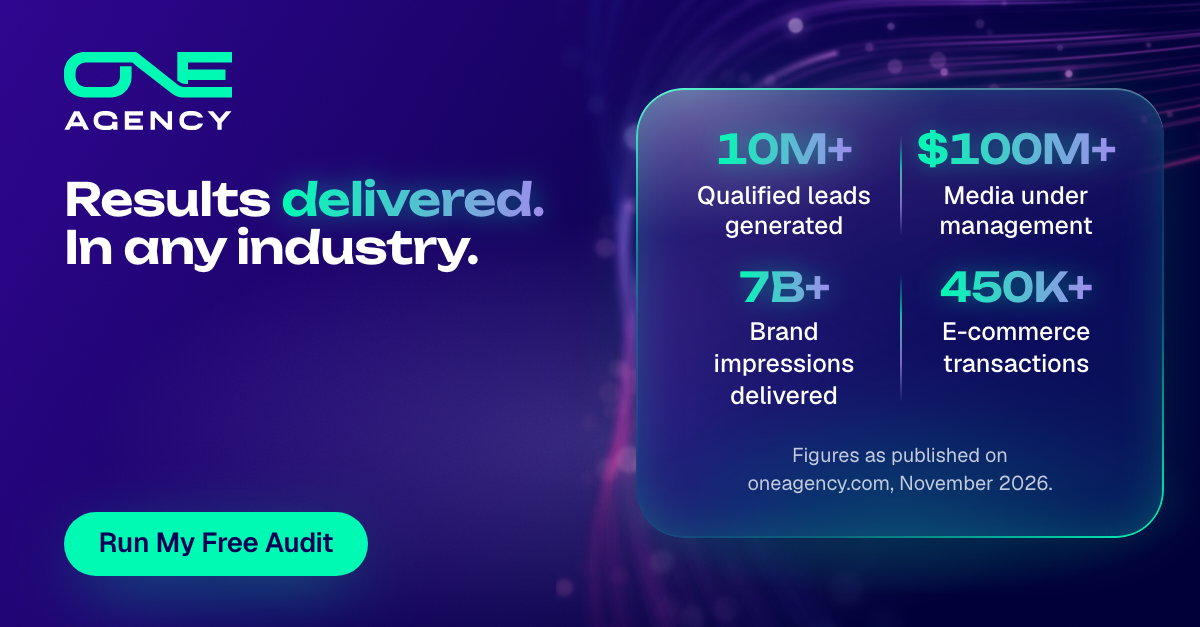 ONE
AGENCY
Results delivered.
In any industry.
Run My Free Audit
10M+
Qualified leads
generated
$100M+
Media under
management
7B+
Brand
impressions
delivered
450K+
E-commerce
transactions
Figures as published on
oneagency.com, November 2026.